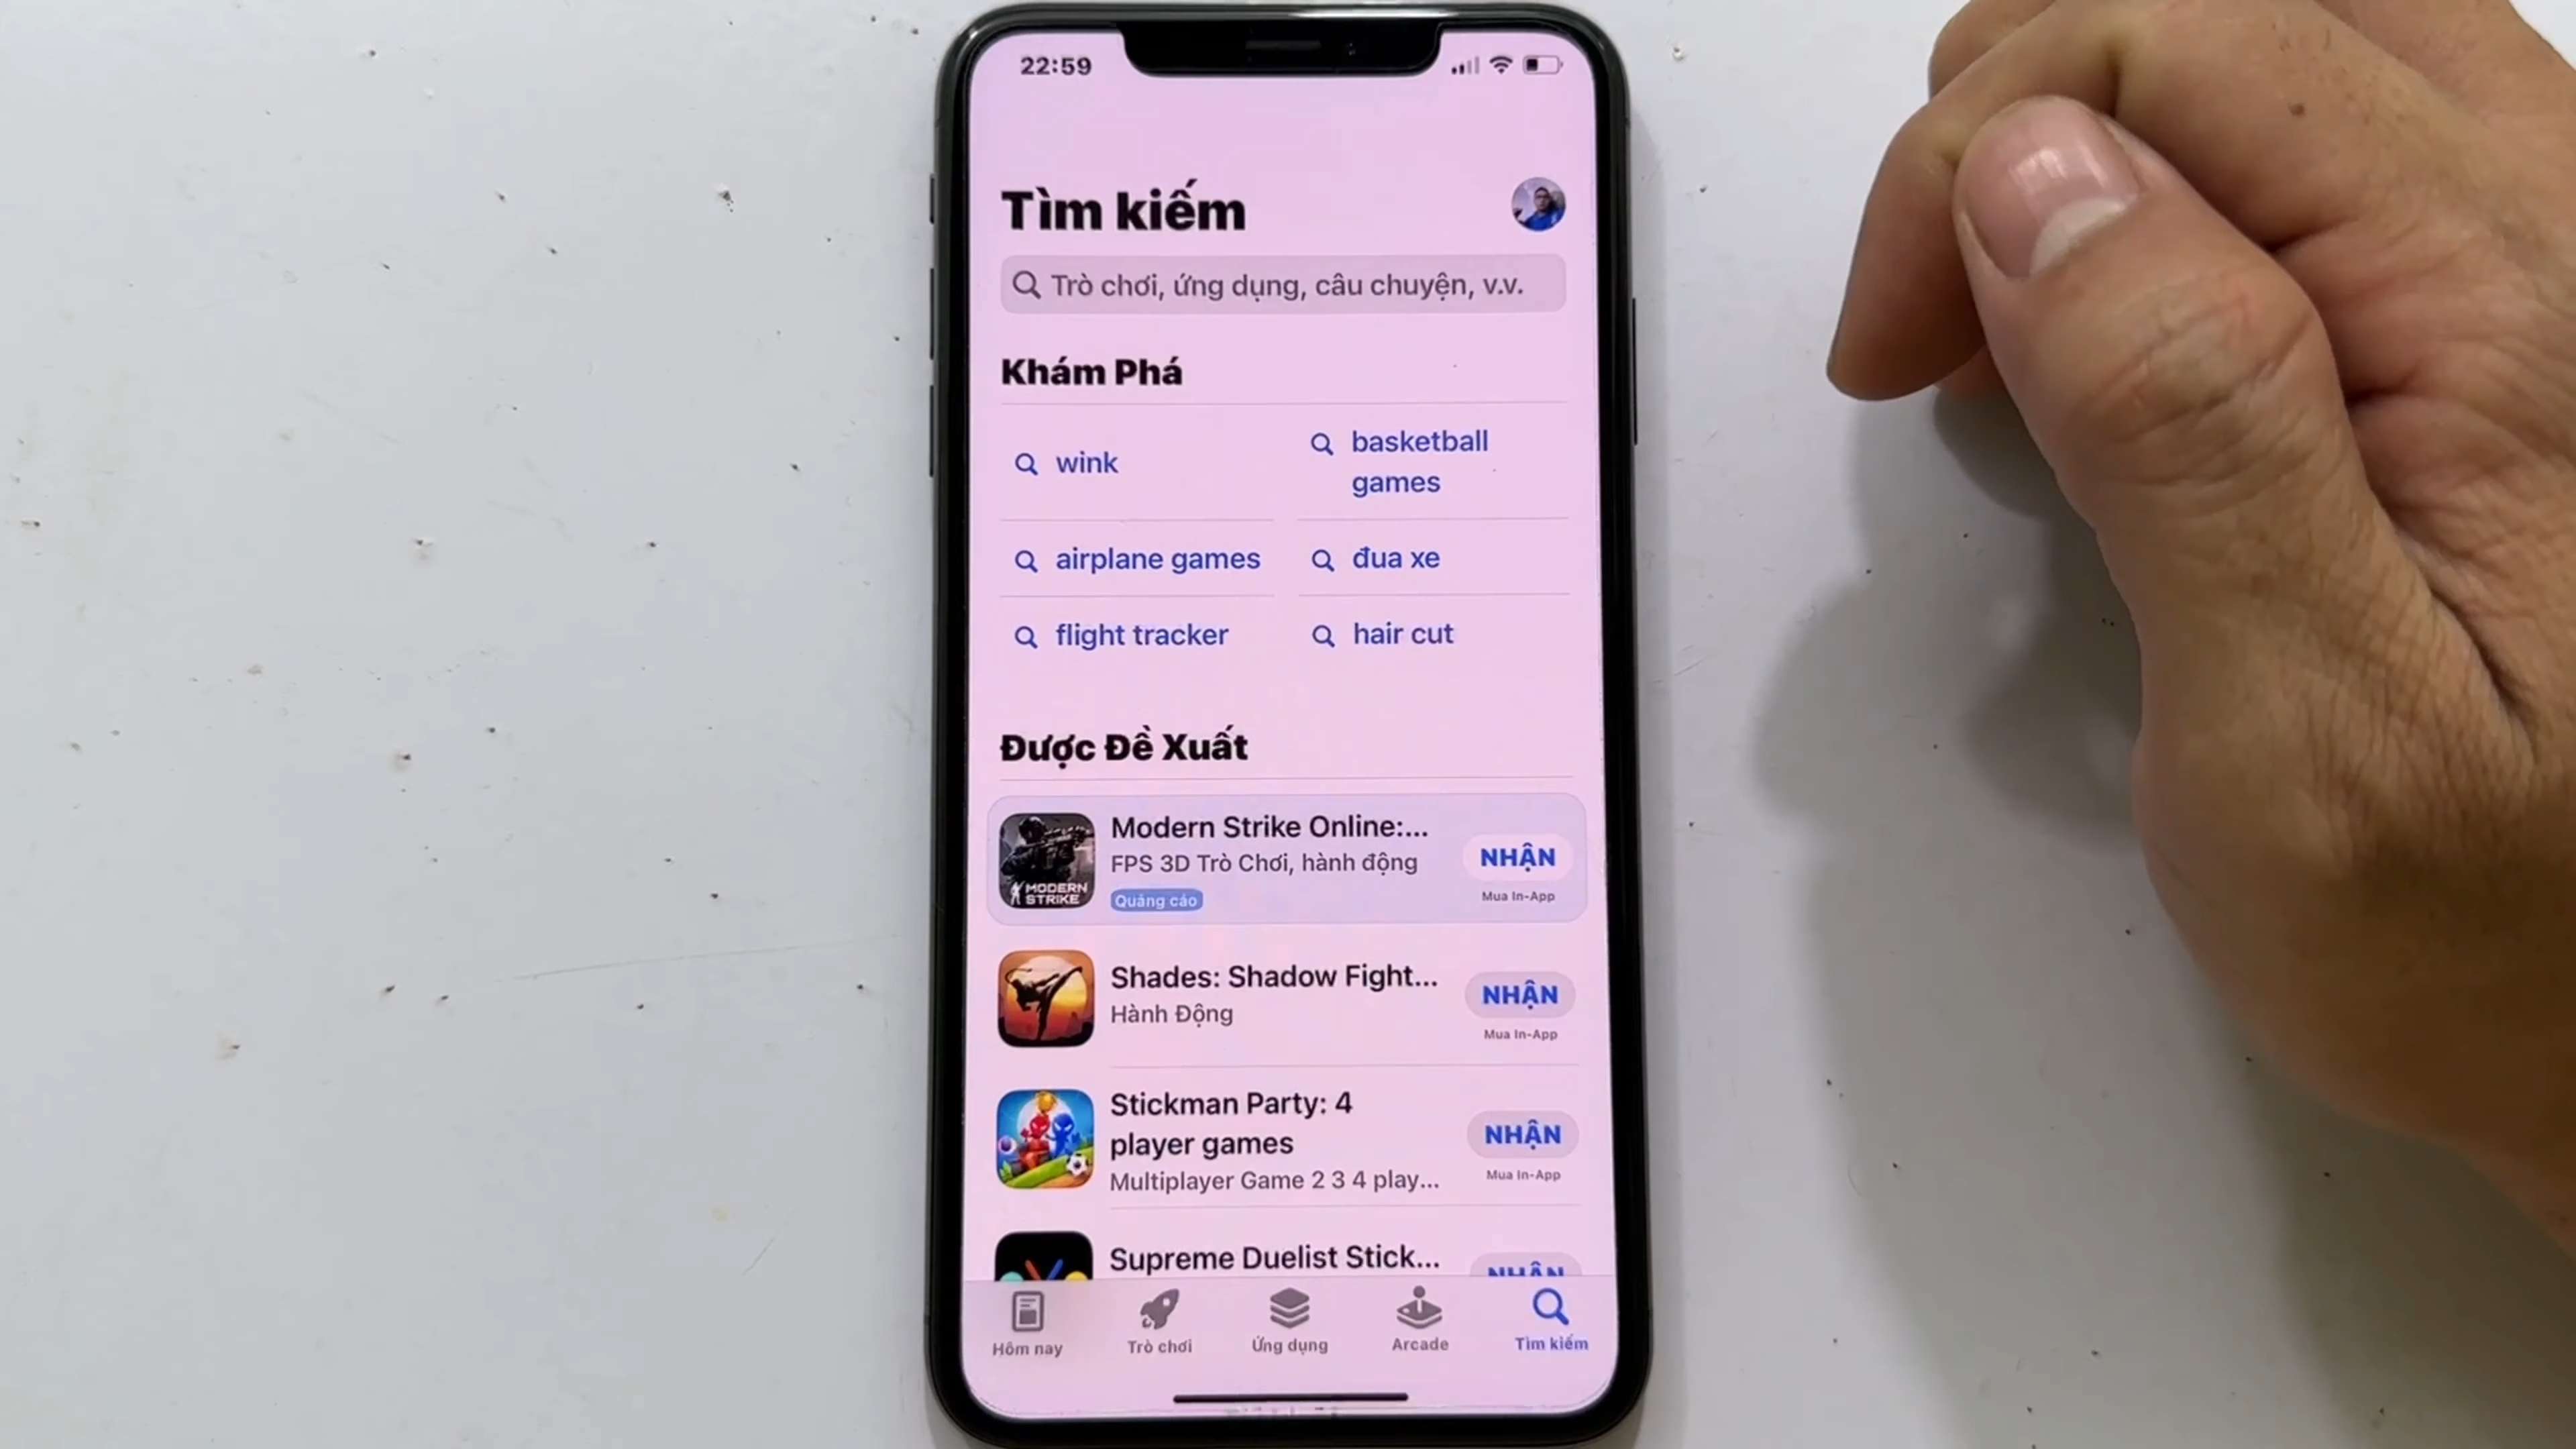 22:59
Tìm kiếm
Trò chơi, ứng dụng, câu chuyện, v.v.
Khám Phá
wink
basketball
games
airplane games
đua xe
flight tracker
hair cut
Được Đề Xuất
MODERN
STRIKE
Modern Strike Online:...
FPS 3D Trò Chơi, hành động
Quảng cáo
NHẬN
Mua In-App
Shades: Shadow Fight...
Hành Động
NHẬN
Mua In-App
Stickman Party: 4
player games
Multiplayer Game 2 3 4 play...
NHẬN
Mua In-App
Supreme Duelist Stick...
NHẬN
Hôm nay
Trò chơi
Ứng dụng
Arcade
Tìm kiếm